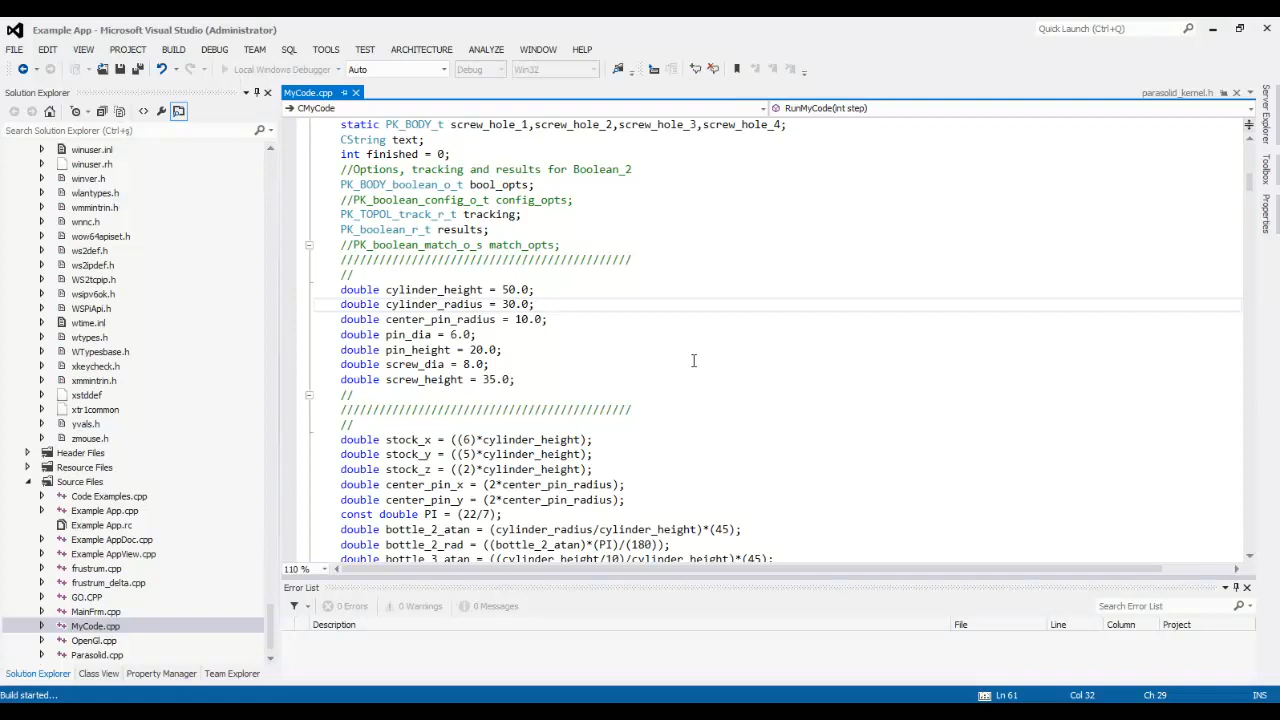 Example App - Microsoft Visual Studio (Administrator)
Quick Launch (Ctrl+Q)
FILE EDIT VIEW PROJECT BUILD DEBUG TEAM SQL TOOLS TEST ARCHITECTURE ANALYZE WINDOW HELP
Local Windows Debugger Auto Debug Win32
Solution Explorer
MyCode.cpp
parasolid_kernel.h
CMyCode
RunMyCode(int step)
Search Solution Explorer (Ctrl+ş)
winuser.inl
winuser.rh
winver.h
wlantypes.h
wmmintrin.h
wnnc.h
wow64apiset.h
ws2def.h
ws2ipdef.h
WS2tcpip.h
wsipv6ok.h
WSPiApi.h
wtime.inl
wtypes.h
WTypesbase.h
xkeycheck.h
xmmintrin.h
xstddef
xtr1common
yvals.h
zmouse.h
Header Files
Resource Files
Source Files
Code Examples.cpp
Example App.cpp
Example App.rc
Example AppDoc.cpp
Example AppView.cpp
frustrum.cpp
frustrum_delta.cpp
GO.CPP
MainFrm.cpp
MyCode.cpp
OpenGl.cpp
Parasolid.cpp
Solution Explorer Class View Property Manager Team Explorer
static PK_BODY_t screw_hole_1,screw_hole_2,screw_hole_3,screw_hole_4;
CString text;
int finished = 0;
//Options, tracking and results for Boolean_2
PK_BODY_boolean_o_t bool_opts;
//PK_boolean_config_o_t config_opts;
PK_TOPOL_track_r_t tracking;
PK_boolean_r_t results;
//PK_boolean_match_o_s match_opts;
/////////////////////////////////////////////
//
double cylinder_height = 50.0;
double cylinder_radius = 30.0;
double center_pin_radius = 10.0;
double pin_dia = 6.0;
double pin_height = 20.0;
double screw_dia = 8.0;
double screw_height = 35.0;
//
/////////////////////////////////////////////
//
double stock_x = ((6)*cylinder_height);
double stock_y = ((5)*cylinder_height);
double stock_z = ((2)*cylinder_height);
double center_pin_x = (2*center_pin_radius);
double center_pin_y = (2*center_pin_radius);
const double PI = (22/7);
double bottle_2_atan = (cylinder_radius/cylinder_height)*(45);
double bottle_2_rad = ((bottle_2_atan)*(PI)/(180));
double bottle_3_atan = ((cylinder_height/10)/cylinder_height)*(45);
110 %
Server Explorer
Toolbox
Properties
Error List
0 Errors 0 Warnings 0 Messages
Search Error List
Description File Line Column Project
Build started... Ln 61 Col 32 Ch 29 INS